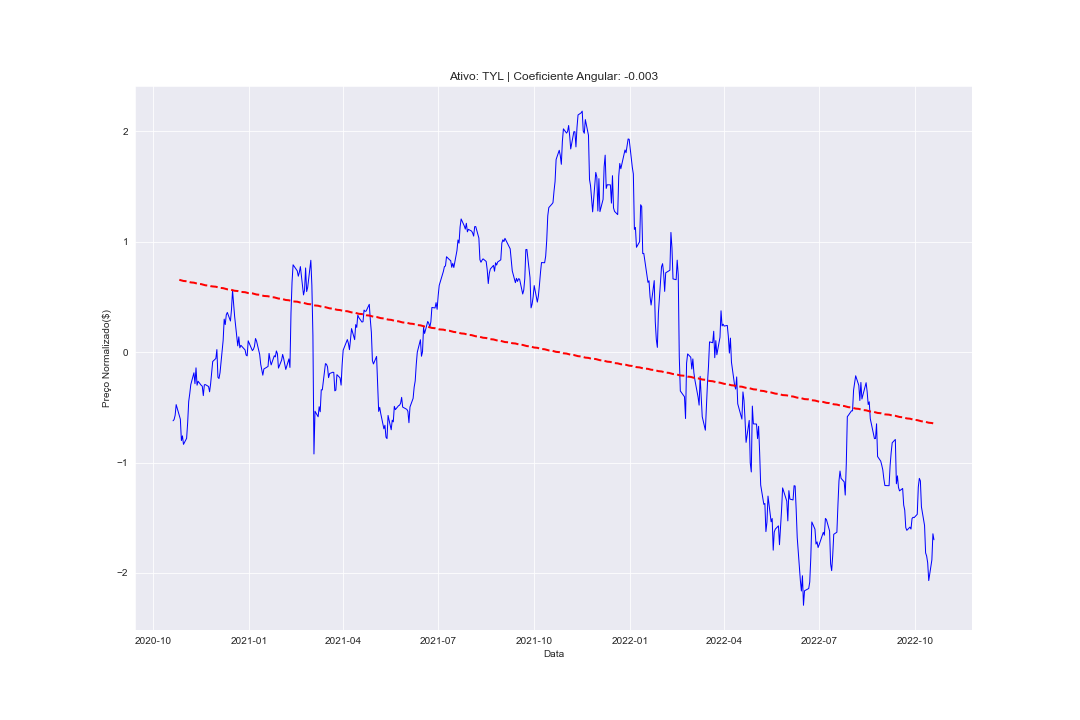 Ativo: TYL | Coeficiente Angular: -0.003
Preço Normalizado($)
2
1
0
−1
−2
2020-10 2021-01 2021-04 2021-07 2021-10 2022-01 2022-04 2022-07 2022-10
Data